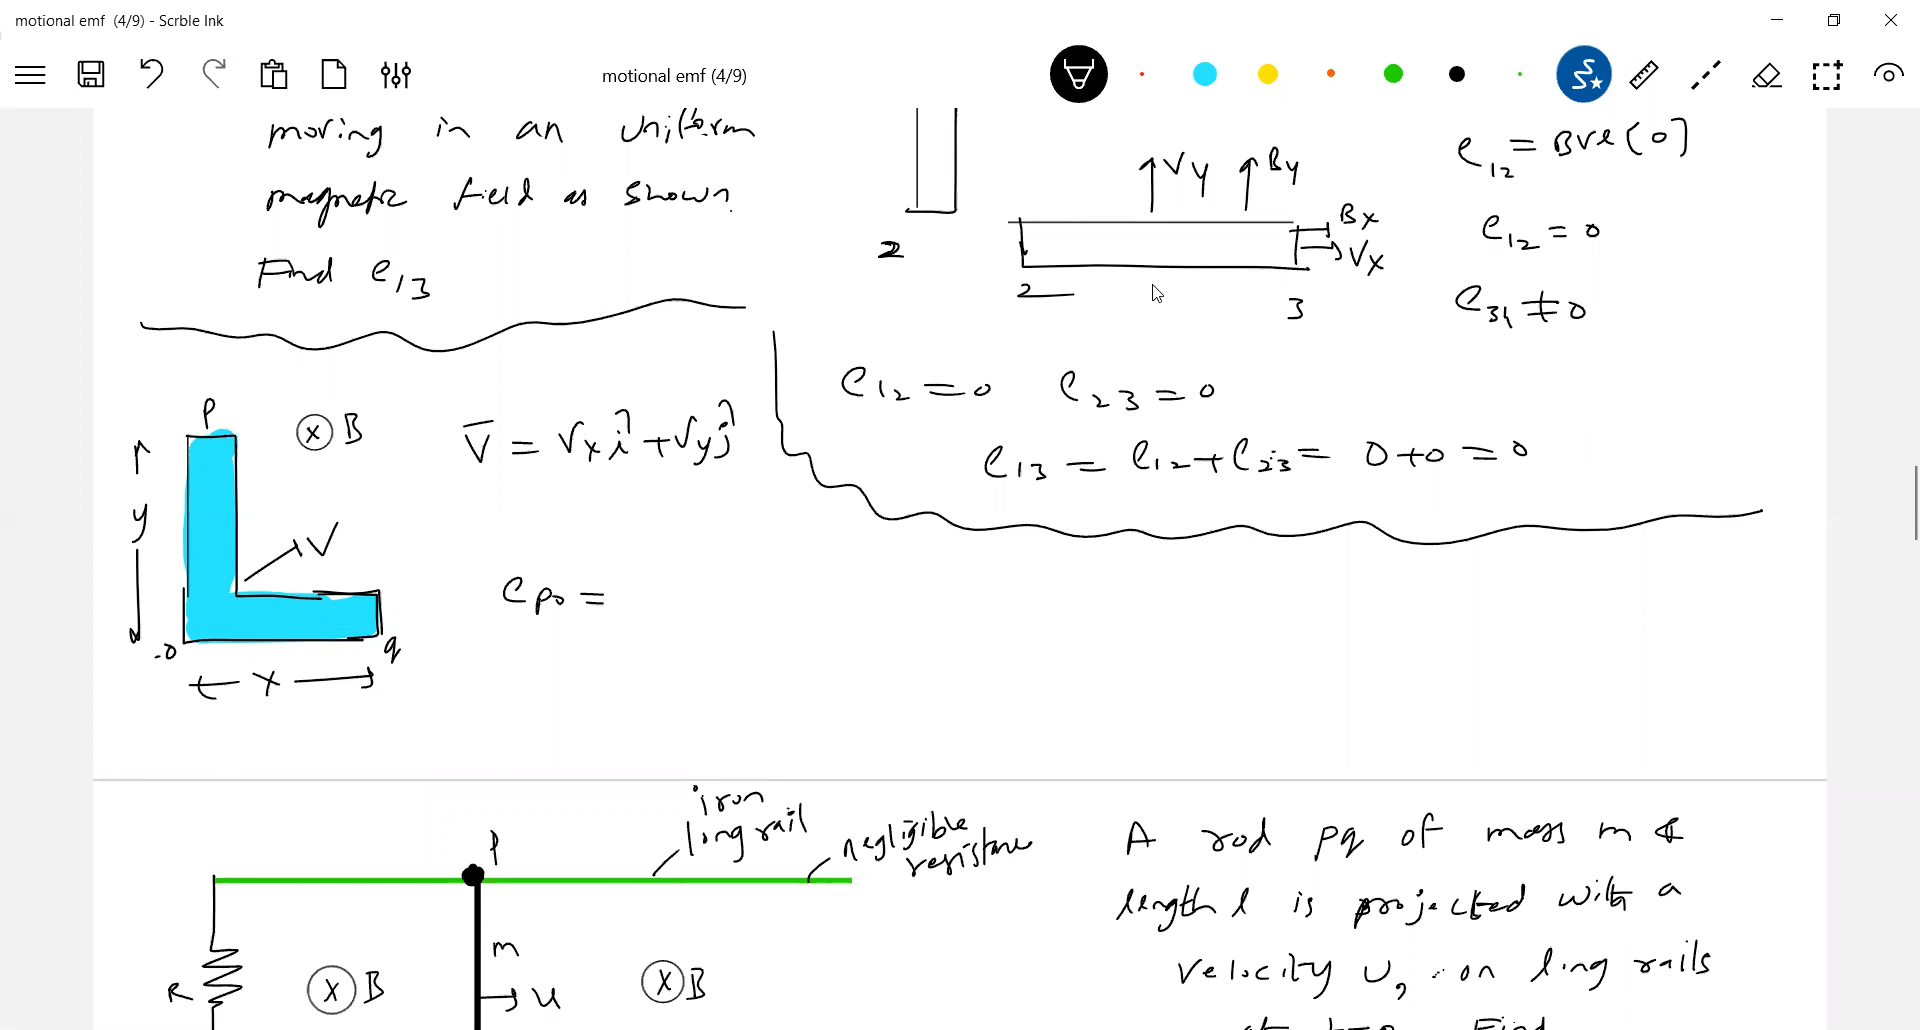 motional emf (4/9) - Scrble Ink
motional emf (4/9)
moving in an uniform
magnetic field as shown.
Find e13
2
Vy By
Bx
Vx
2 3
e12 = Bvl(0)
e12 = 0
e31 ≠ 0
e12 = 0 e23 = 0
e13 = e12 + e23 = 0+0 = 0
P
x B
V̅ = Vx î + Vy ĵ
y
V
epo =
o
q
x
iron
long rail
negligible
resistance
P
m
R
x B
u
x B
A rod pq of mass m &
length l is projected with a
velocity u, on long rails
Find